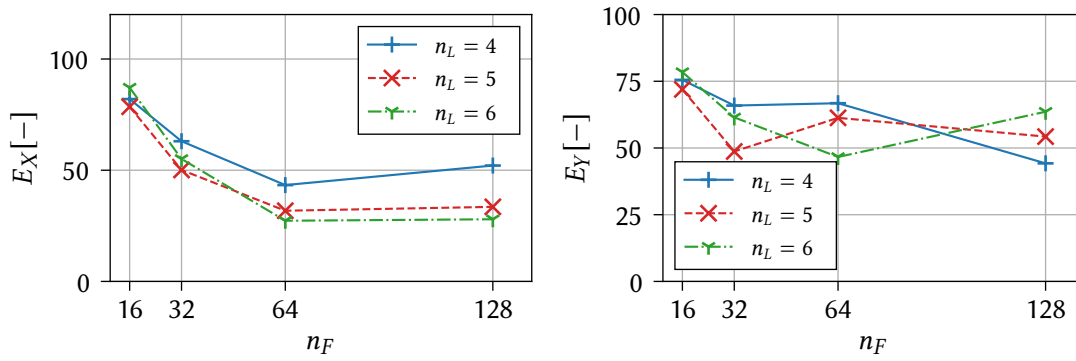 100
50
0
E_X [−]
16 32 64 128
n_F
n_L = 4
n_L = 5
n_L = 6
100
75
50
25
0
E_Y [−]
16 32 64 128
n_F
n_L = 4
n_L = 5
n_L = 6